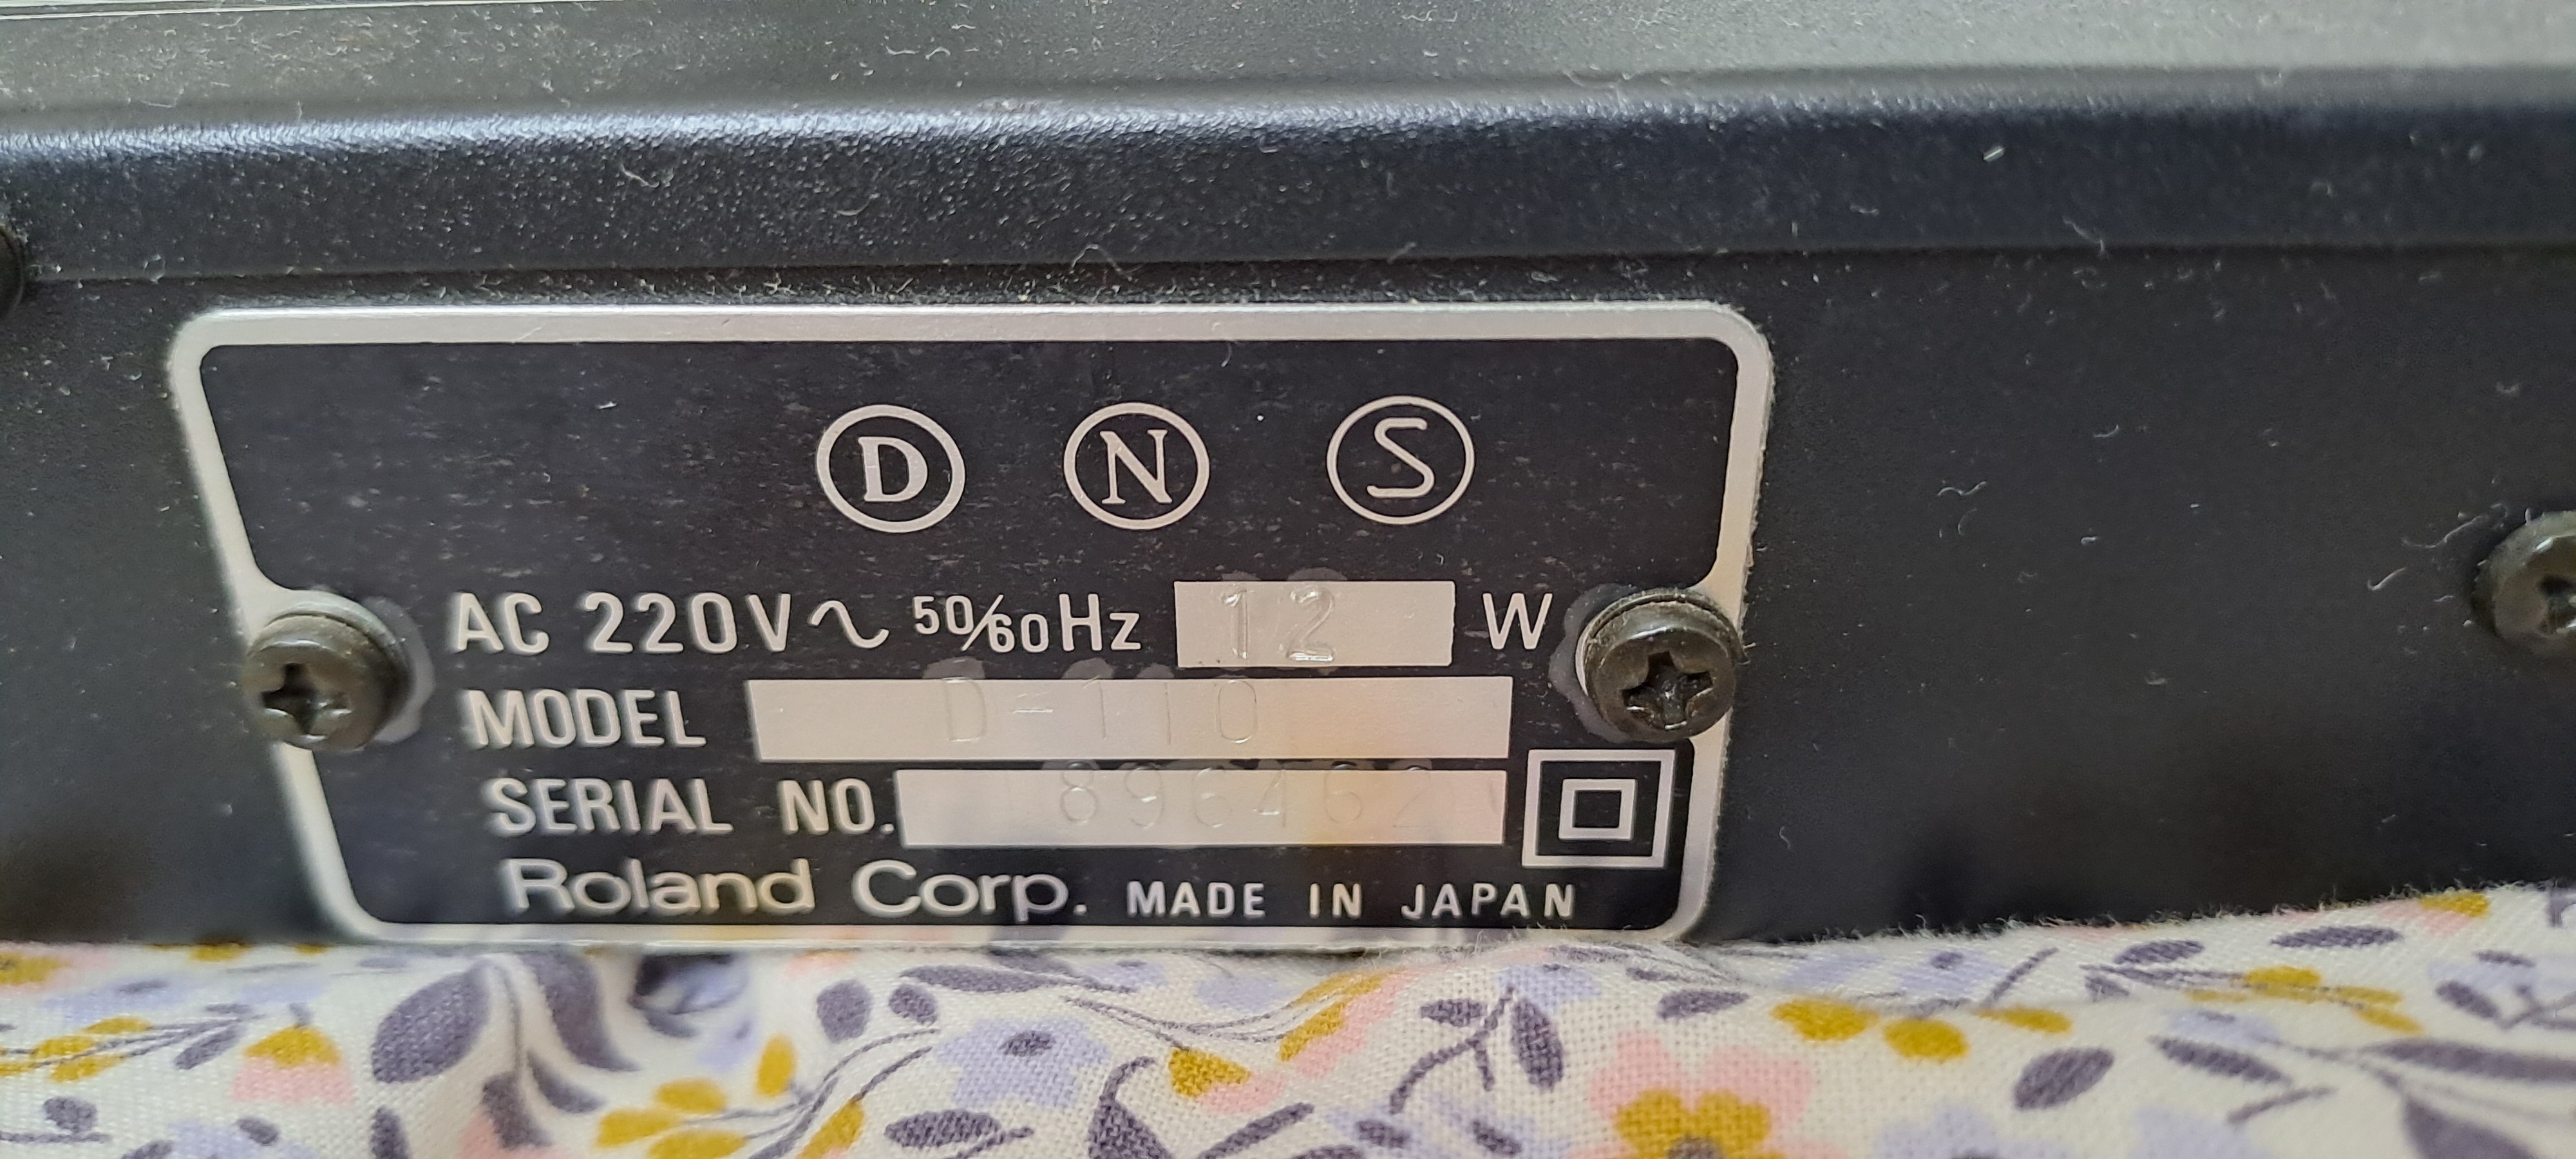 D N S
AC 220V~ 50/60Hz 12 W
MODEL D-110
SERIAL NO. 896462
Roland Corp. MADE IN JAPAN